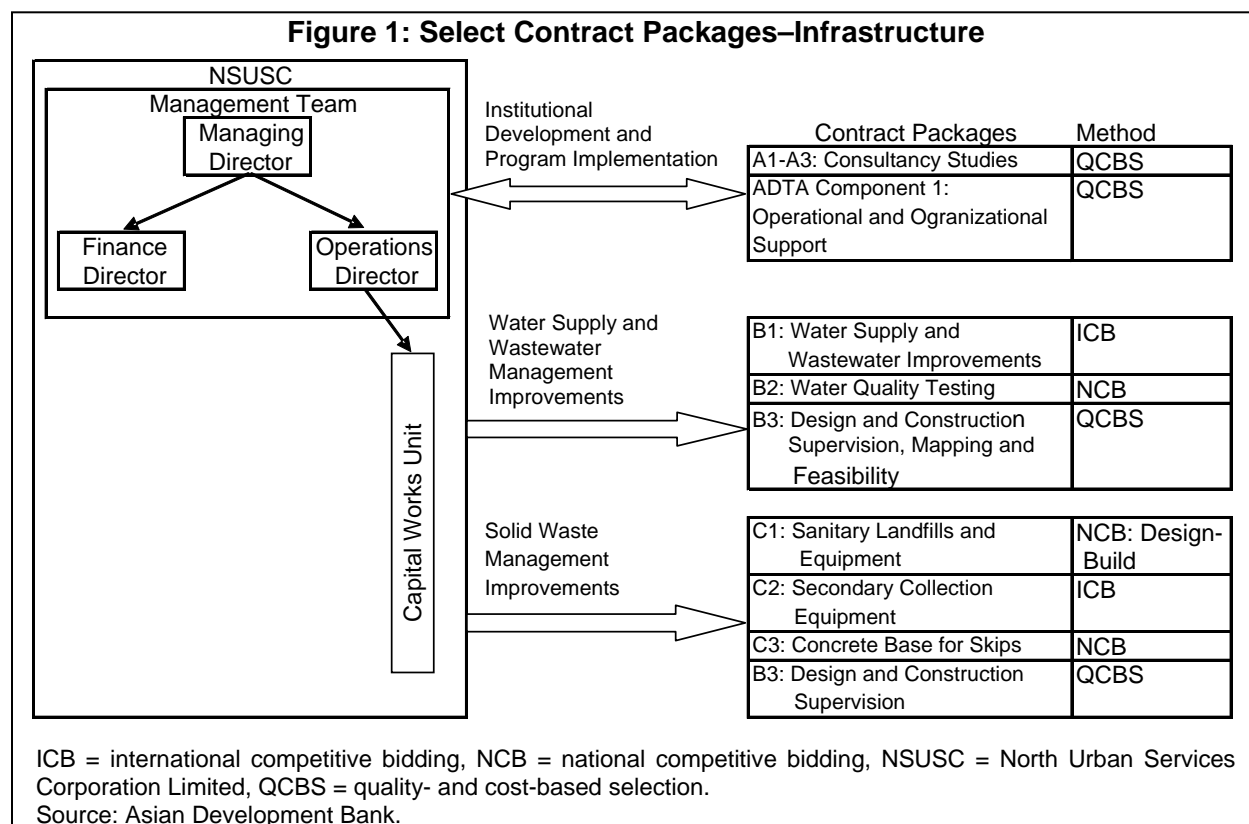 Figure 1: Select Contract Packages–Infrastructure
NSUSC
Management Team
Managing
Director
Finance
Director
Operations
Director
Capital Works Unit
Institutional
Development and
Program Implementation
Contract Packages Method
A1-A3: Consultancy Studies QCBS
ADTA Component 1: QCBS
Operational and Ogranizational
Support
Water Supply and
Wastewater
Management
Improvements
B1: Water Supply and ICB
Wastewater Improvements
B2: Water Quality Testing NCB
B3: Design and Construction QCBS
Supervision, Mapping and
Feasibility
Solid Waste
Management
Improvements
C1: Sanitary Landfills and NCB: Design-
Equipment Build
C2: Secondary Collection ICB
Equipment
C3: Concrete Base for Skips NCB
B3: Design and Construction QCBS
Supervision
ICB = international competitive bidding, NCB = national competitive bidding, NSUSC = North Urban Services
Corporation Limited, QCBS = quality- and cost-based selection.
Source: Asian Development Bank.